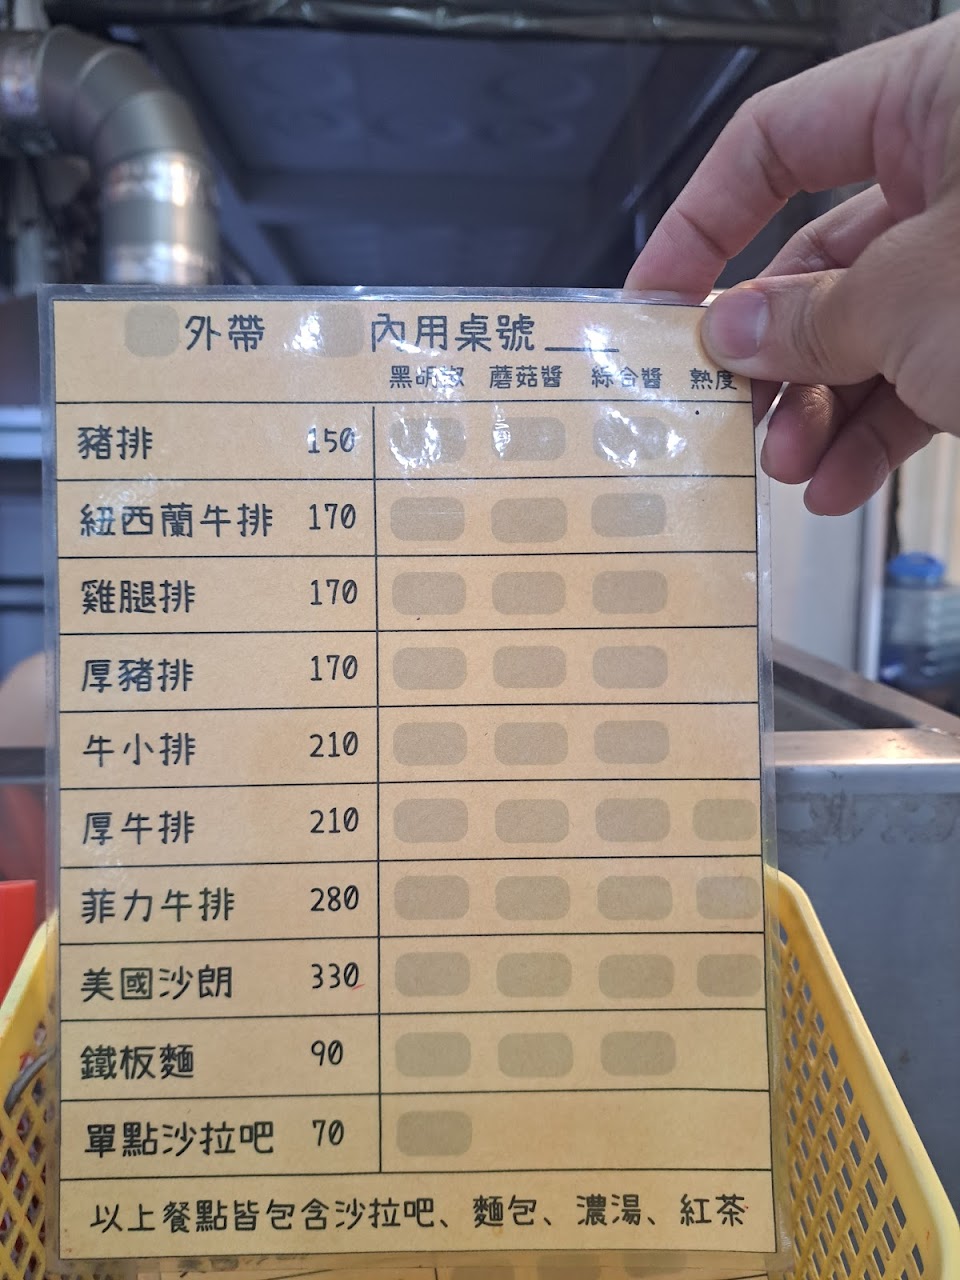 外帶 內用桌號____
黑胡椒 蘑菇醬 綜合醬 熟度
豬排 150
紐西蘭牛排 170
雞腿排 170
厚豬排 170
牛小排 210
厚牛排 210
菲力牛排 280
美國沙朗 330
鐵板麵 90
單點沙拉吧 70
以上餐點皆包含沙拉吧、麵包、濃湯、紅茶